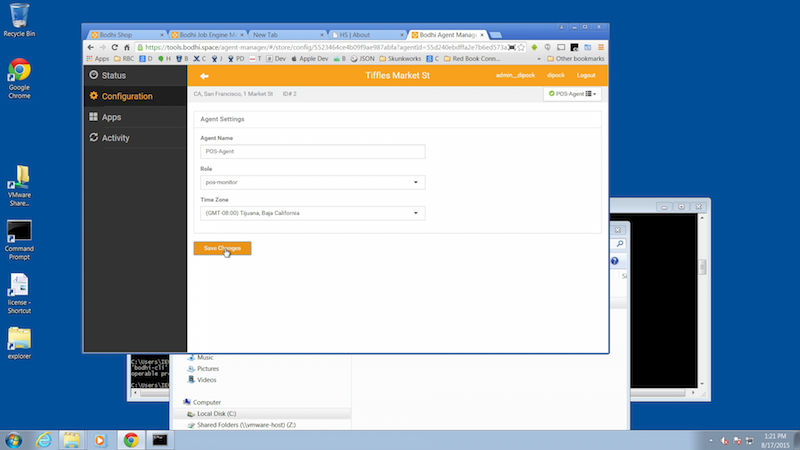 Recycle Bin
Google Chrome
VMware Share...
Command Prompt
license - Shortcut
explorer
Bodhi Shop
Bodhi Job Engine M
New Tab
HS | About
Bodhi Agent Manag
https://tools.bodhi.space/agent-manager/#/store/config/5523464ce4b09f9ae987abfa?agentId=55d240ebdffa2e7b6ed573a
Apps
RBC
D
H
B
C
J
PD
T
Dev
Apple Dev
B
JSON
Skunkworks
C
Red Book Conn...
»
Other bookmarks
Status
Configuration
Apps
Activity
Tiffles Market St
admin__dipock
dipock
Logout
CA, San Francisco, 1 Market St
ID# 2
POS-Agent
Agent Settings
Agent Name
POS-Agent
Role
pos-monitor
Time Zone
(GMT-08:00) Tijuana, Baja California
Save Changes
C:\Users\IE
'bodhi-cli'
operable pr
C:\Users\IE
Music
Pictures
Videos
Computer
Local Disk (C:)
Shared Folders (\\vmware-host) (Z:)
1:21 PM
8/17/2015